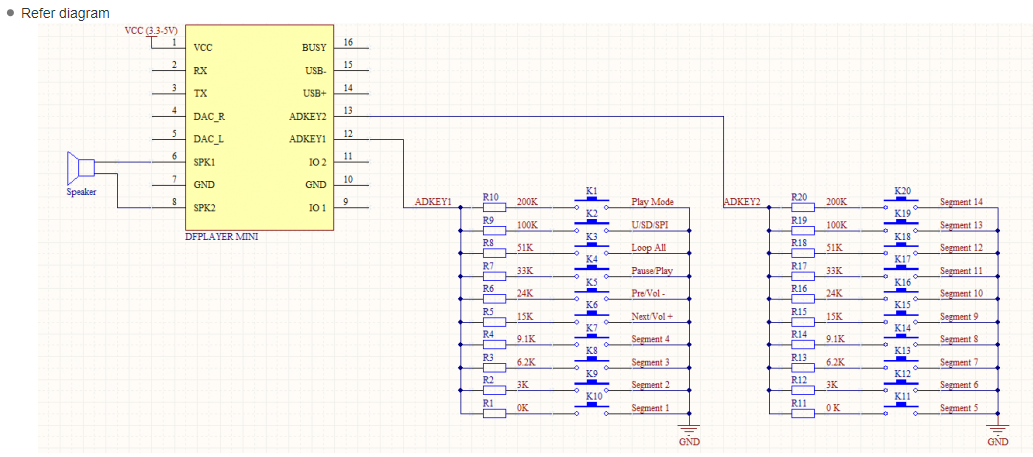 Refer diagram
VCC (3.3-5V)
1 VCC BUSY 16
2 RX USB- 15
3 TX USB+ 14
4 DAC_R ADKEY2 13
5 DAC_L ADKEY1 12
6 SPK1 IO 2 11
7 GND GND 10
8 SPK2 IO 1 9
Speaker
DFPLAYER MINI
ADKEY1
R10 200K K1 Play Mode
R9 100K K2 U/SD/SPI
R8 51K K3 Loop All
R7 33K K4 Pause/Play
R6 24K K5 Pre/Vol -
R5 15K K6 Next/Vol +
R4 9.1K K7 Segment 4
R3 6.2K K8 Segment 3
R2 3K K9 Segment 2
R1 0K K10 Segment 1
GND
ADKEY2
R20 200K K20 Segment 14
R19 100K K19 Segment 13
R18 51K K18 Segment 12
R17 33K K17 Segment 11
R16 24K K16 Segment 10
R15 15K K15 Segment 9
R14 9.1K K14 Segment 8
R13 6.2K K13 Segment 7
R12 3K K12 Segment 6
R11 0 K K11 Segment 5
GND